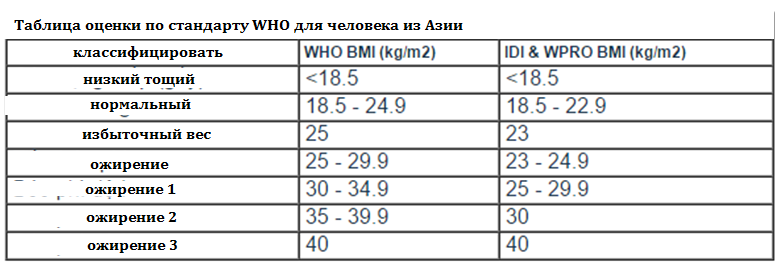 Таблица оценки по стандарту WHO для человека из Азии
классифицировать WHO BMI (kg/m2) IDI & WPRO BMI (kg/m2)
низкий тощий <18.5 <18.5
нормальный 18.5 - 24.9 18.5 - 22.9
избыточный вес 25 23
ожирение 25 - 29.9 23 - 24.9
ожирение 1 30 - 34.9 25 - 29.9
ожирение 2 35 - 39.9 30
ожирение 3 40 40